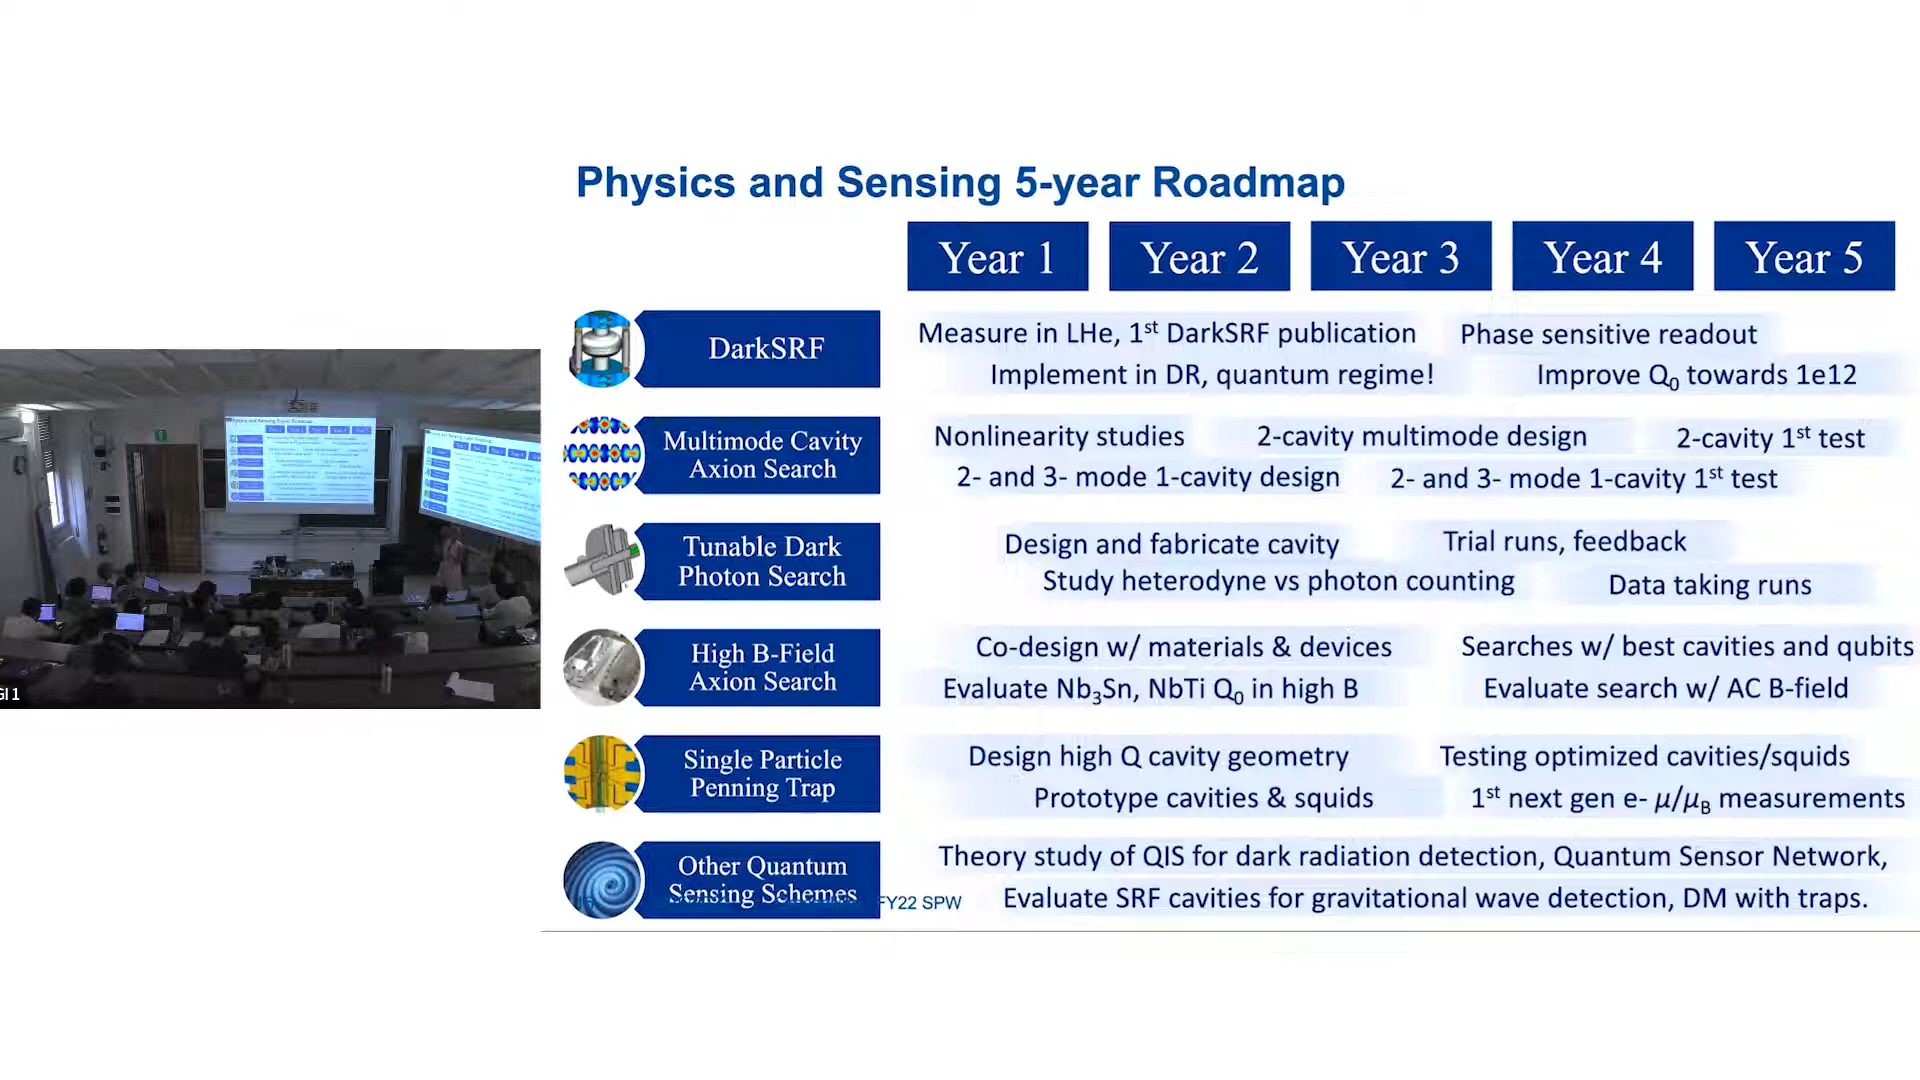 Physics and Sensing 5-year Roadmap
Year 1 Year 2 Year 3 Year 4 Year 5
DarkSRF
Measure in LHe, 1st DarkSRF publication Phase sensitive readout
Implement in DR, quantum regime! Improve Q0 towards 1e12
Multimode Cavity
Axion Search
Nonlinearity studies 2-cavity multimode design 2-cavity 1st test
2- and 3- mode 1-cavity design 2- and 3- mode 1-cavity 1st test
Tunable Dark
Photon Search
Design and fabricate cavity Trial runs, feedback
Study heterodyne vs photon counting Data taking runs
High B-Field
Axion Search
Co-design w/ materials & devices Searches w/ best cavities and qubits
Evaluate Nb3Sn, NbTi Q0 in high B Evaluate search w/ AC B-field
Single Particle
Penning Trap
Design high Q cavity geometry Testing optimized cavities/squids
Prototype cavities & squids 1st next gen e- μ/μB measurements
Other Quantum
Sensing Schemes
Theory study of QIS for dark radiation detection, Quantum Sensor Network,
Evaluate SRF cavities for gravitational wave detection, DM with traps.
FY22 SPW
GI 1